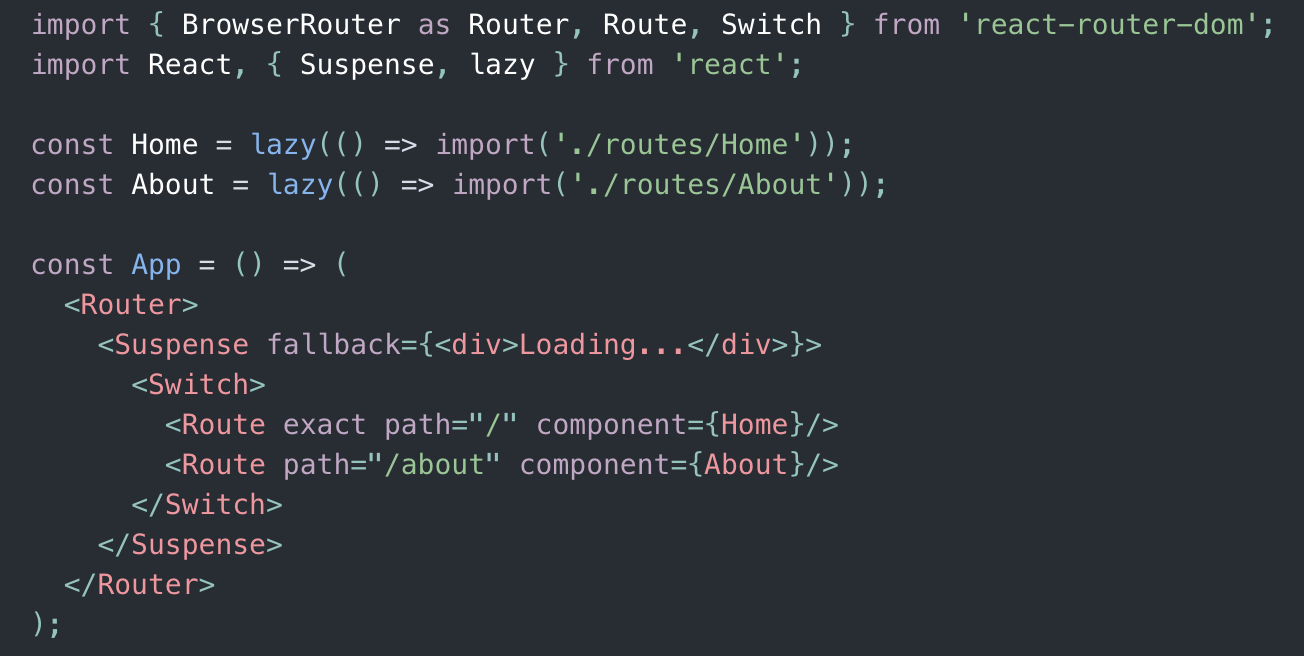 import { BrowserRouter as Router, Route, Switch } from 'react-router-dom';
import React, { Suspense, lazy } from 'react';

const Home = lazy(() => import('./routes/Home'));
const About = lazy(() => import('./routes/About'));

const App = () => (
  <Router>
    <Suspense fallback={<div>Loading...</div>}>
      <Switch>
        <Route exact path="/" component={Home}/>
        <Route path="/about" component={About}/>
      </Switch>
    </Suspense>
  </Router>
);